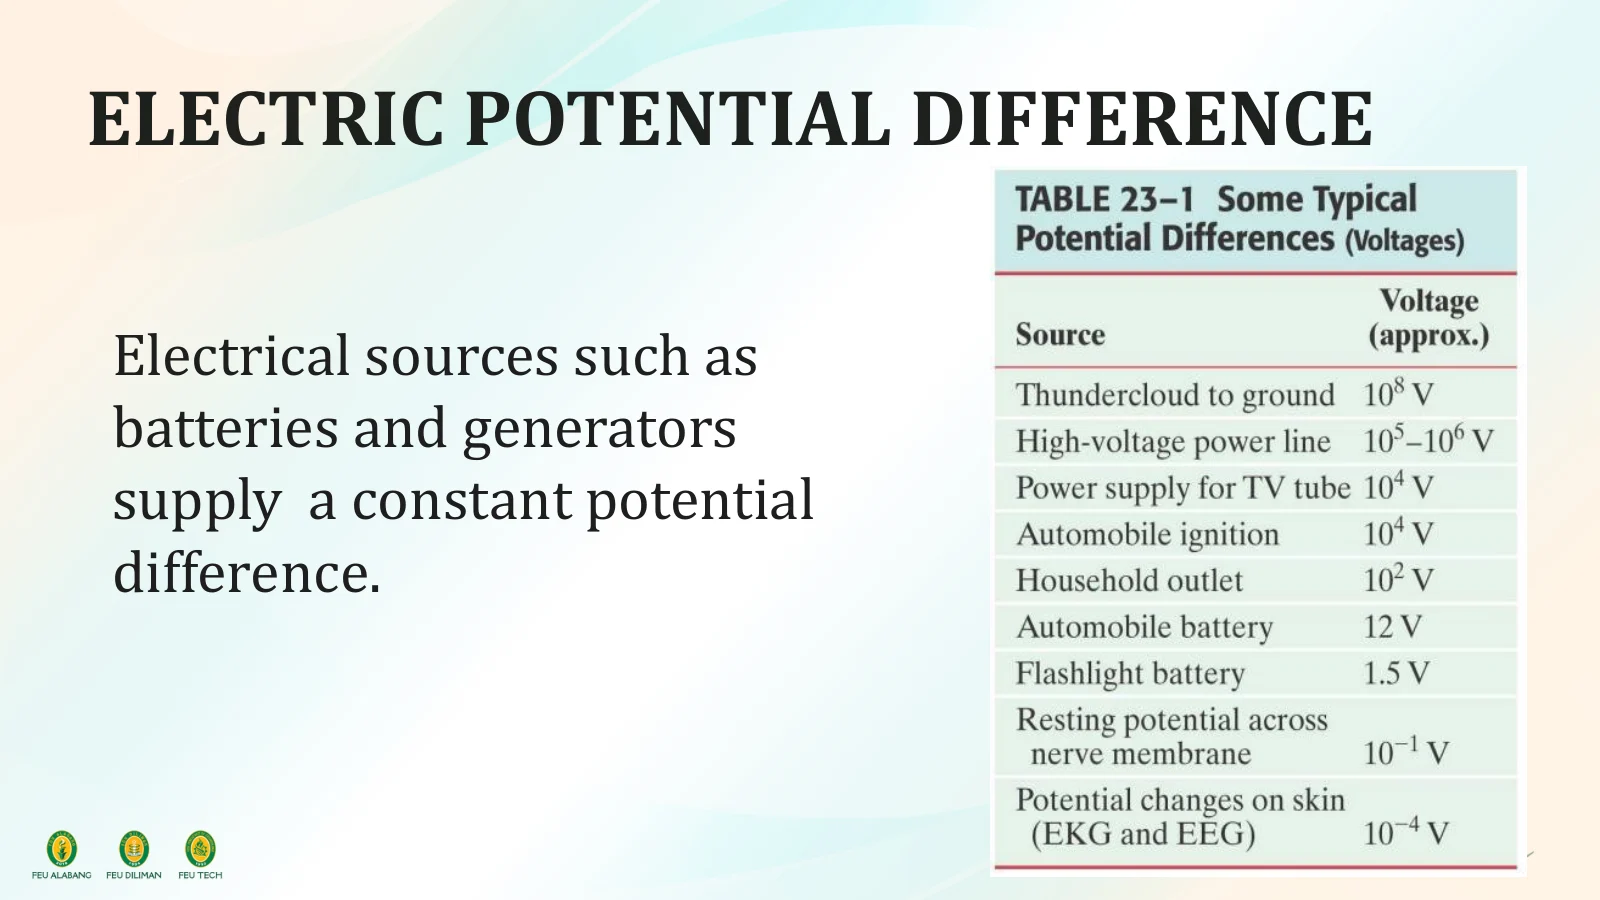 ELECTRIC POTENTIAL DIFFERENCE
Electrical sources such as
batteries and generators
supply a constant potential
difference.
TABLE 23–1 Some Typical
Potential Differences (Voltages)
Source Voltage (approx.)
Thundercloud to ground 10⁸ V
High-voltage power line 10⁵–10⁶ V
Power supply for TV tube 10⁴ V
Automobile ignition 10⁴ V
Household outlet 10² V
Automobile battery 12 V
Flashlight battery 1.5 V
Resting potential across
nerve membrane 10⁻¹ V
Potential changes on skin
(EKG and EEG) 10⁻⁴ V
FEU ALABANG FEU DILIMAN FEU TECH